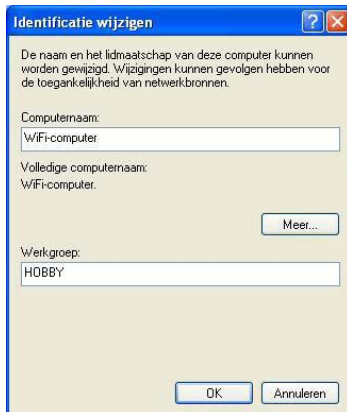 Identificatie wijzigen
De naam en het lidmaatschap van deze computer kunnen
worden gewijzigd. Wijzigingen kunnen gevolgen hebben voor
de toegankelijkheid van netwerkbronnen.
Computernaam:
WiFi-computer
Volledige computernaam:
WiFi-computer.
Meer...
Werkgroep:
HOBBY
OK Annuleren